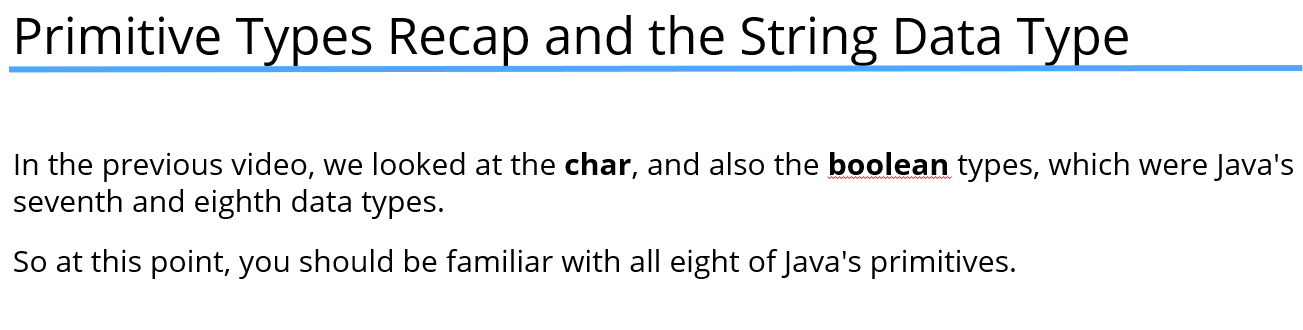 Primitive Types Recap and the String Data Type
In the previous video, we looked at the char, and also the boolean types, which were Java's
seventh and eighth data types.
So at this point, you should be familiar with all eight of Java's primitives.